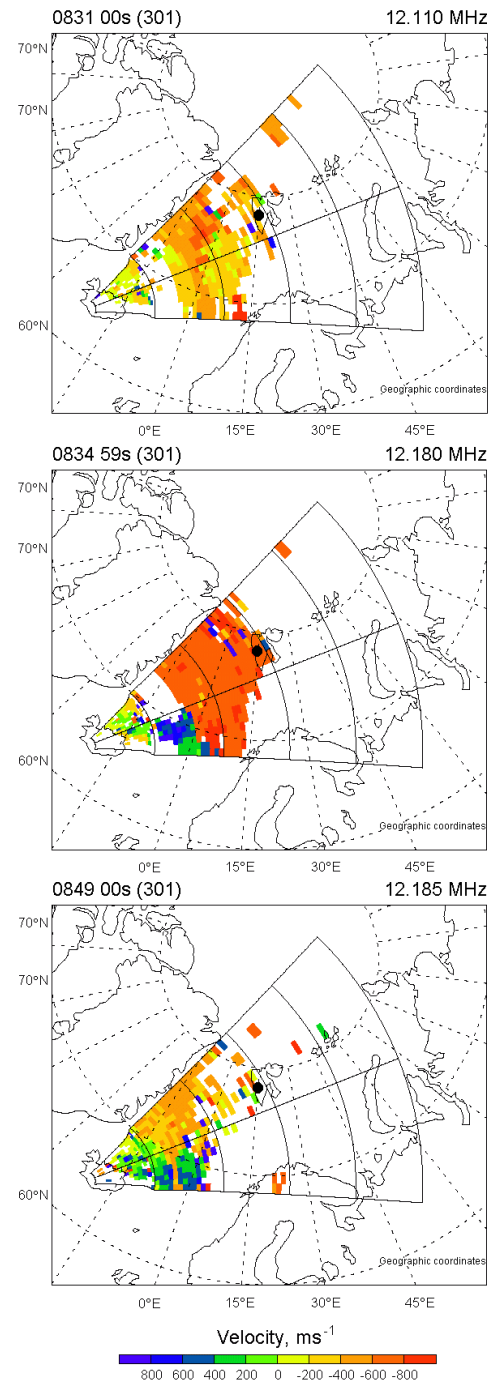 0831 00s (301) 12.110 MHz
70°N
70°N
60°N
Geographic coordinates
0°E 15°E 30°E 45°E
0834 59s (301) 12.180 MHz
70°N
70°N
60°N
Geographic coordinates
0°E 15°E 30°E 45°E
0849 00s (301) 12.185 MHz
70°N
70°N
60°N
Geographic coordinates
0°E 15°E 30°E 45°E
Velocity, ms⁻¹
800 600 400 200 0 -200 -400 -600 -800